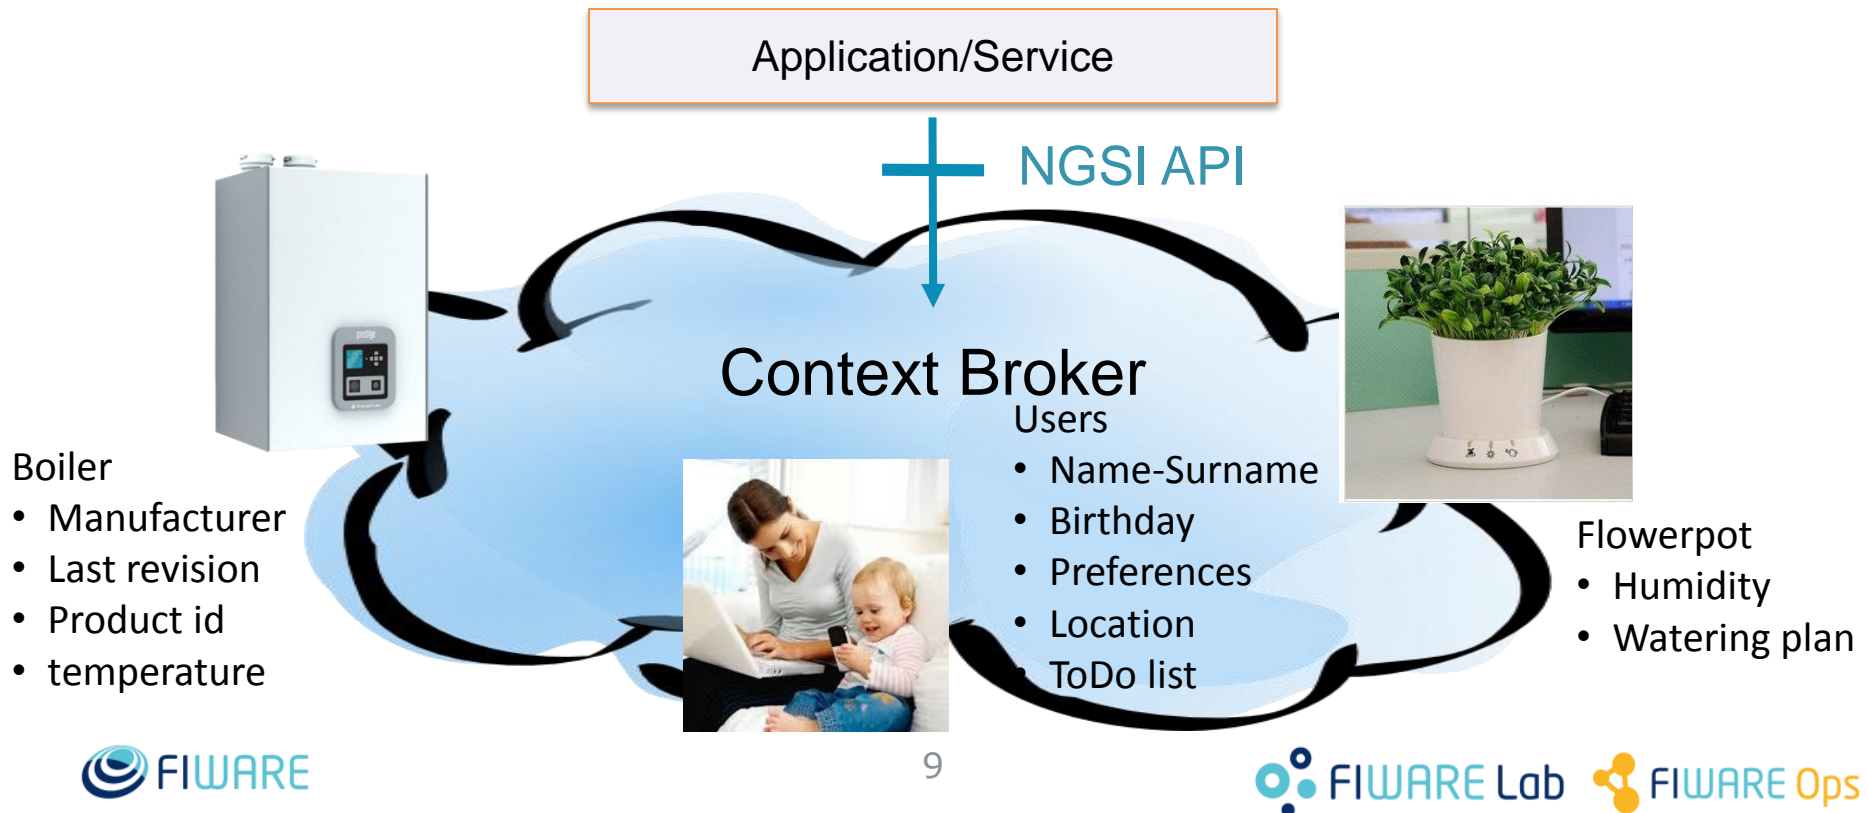 Application/Service
NGSI API
prestige
Context Broker
Boiler
• Manufacturer
• Last revision
• Product id
• temperature
Users
• Name-Surname
• Birthday
• Preferences
• Location
• ToDo list
Flowerpot
• Humidity
• Watering plan
FIWARE
9
FIWARE Lab
FIWARE Ops